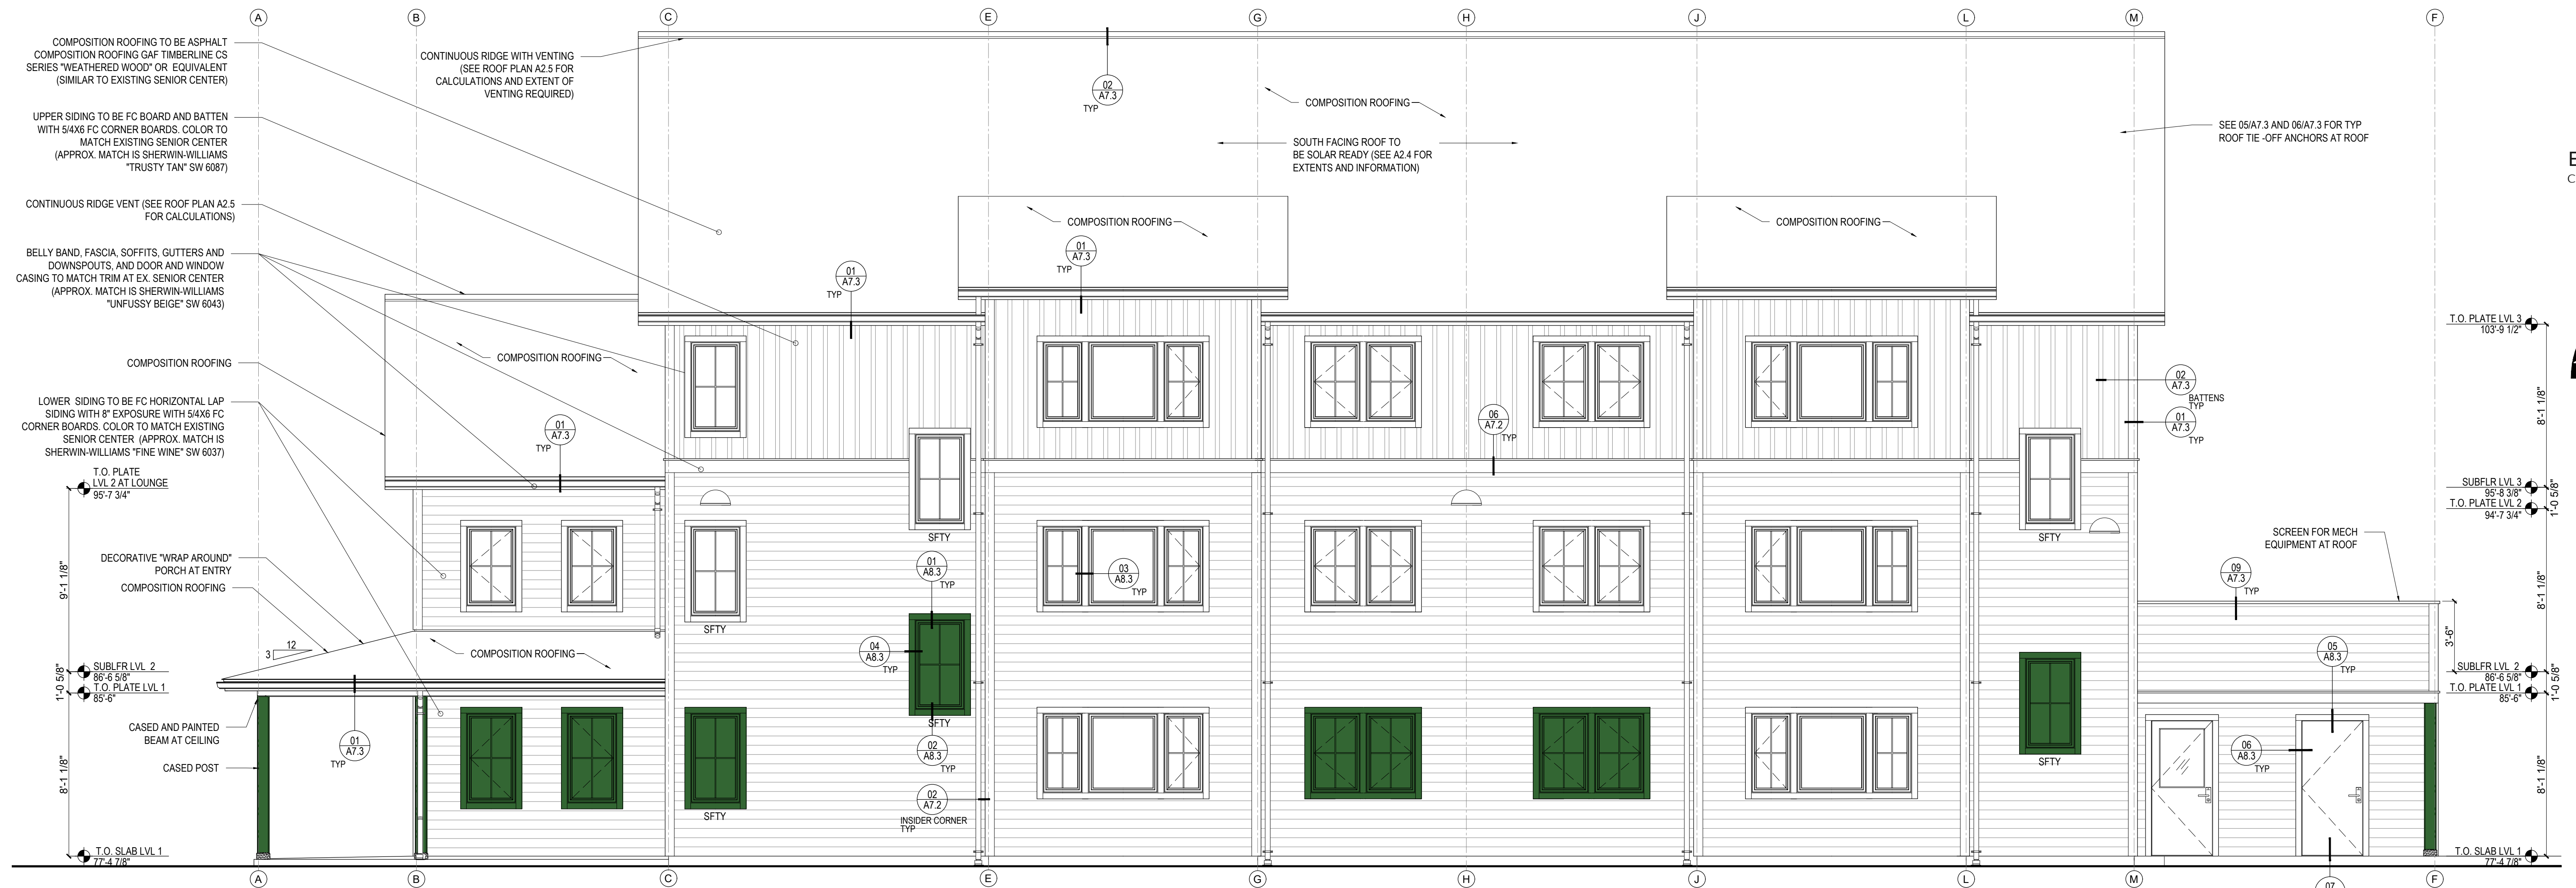 A
B
C
E
G
H
J
L
M
F
COMPOSITION ROOFING TO BE ASPHALT
COMPOSITION ROOFING GAF TIMBERLINE CS
SERIES "WEATHERED WOOD" OR EQUIVALENT
(SIMILAR TO EXISTING SENIOR CENTER)
UPPER SIDING TO BE FC BOARD AND BATTEN
WITH 5/4X6 FC CORNER BOARDS. COLOR TO
MATCH EXISTING SENIOR CENTER
(APPROX. MATCH IS SHERWIN-WILLIAMS
"TRUSTY TAN" SW 6087)
CONTINUOUS RIDGE VENT (SEE ROOF PLAN A2.5
FOR CALCULATIONS)
BELLY BAND, FASCIA, SOFFITS, GUTTERS AND
DOWNSPOUTS, AND DOOR AND WINDOW
CASING TO MATCH TRIM AT EX. SENIOR CENTER
(APPROX. MATCH IS SHERWIN-WILLIAMS
"UNFUSSY BEIGE" SW 6043)
COMPOSITION ROOFING
LOWER SIDING TO BE FC HORIZONTAL LAP
SIDING WITH 8" EXPOSURE WITH 5/4X6 FC
CORNER BOARDS. COLOR TO MATCH EXISTING
SENIOR CENTER (APPROX. MATCH IS
SHERWIN-WILLIAMS "FINE WINE" SW 6037)
T.O. PLATE
LVL 2 AT LOUNGE
95'-7 3/4"
9'-1 1/8"
DECORATIVE "WRAP AROUND"
PORCH AT ENTRY
COMPOSITION ROOFING
12
3
SUBLFR LVL 2
86'-6 5/8"
1'-0 5/8"
T.O. PLATE LVL 1
85'-6"
CASED AND PAINTED
BEAM AT CEILING
CASED POST
8'-1 1/8"
T.O. SLAB LVL 1
77'-4 7/8"
CONTINUOUS RIDGE WITH VENTING
(SEE ROOF PLAN A2.5 FOR
CALCULATIONS AND EXTENT OF
VENTING REQUIRED)
02
A7.3
TYP
COMPOSITION ROOFING
SOUTH FACING ROOF TO
BE SOLAR READY (SEE A2.4 FOR
EXTENTS AND INFORMATION)
SEE 05/A7.3 AND 06/A7.3 FOR TYP
ROOF TIE -OFF ANCHORS AT ROOF
COMPOSITION ROOFING
COMPOSITION ROOFING
01
A7.3
TYP
01
A7.3
TYP
COMPOSITION ROOFING
01
A7.3
TYP
06
A7.2
TYP
02
A7.3
BATTENS
TYP
01
A7.3
TYP
SFTY
SFTY
SFTY
01
A8.3
TYP
03
A8.3
TYP
04
A8.3
TYP
COMPOSITION ROOFING
SFTY
02
A8.3
TYP
01
A7.3
TYP
SFTY
SFTY
02
A7.2
INSIDER CORNER
TYP
SCREEN FOR MECH
EQUIPMENT AT ROOF
09
A7.3
TYP
05
A8.3
TYP
06
A8.3
TYP
07
T.O. PLATE LVL 3
103'-9 1/2"
8'-1 1/8"
SUBFLR LVL 3
95'-8 3/8"
1'-0 5/8"
T.O. PLATE LVL 2
94'-7 3/4"
8'-1 1/8"
3'-6"
SUBLFR LVL 2
86'-6 5/8"
1'-0 5/8"
T.O. PLATE LVL 1
85'-6"
8'-1 1/8"
T.O. SLAB LVL 1
77'-4 7/8"
A
B
C
E
G
H
J
L
M
F